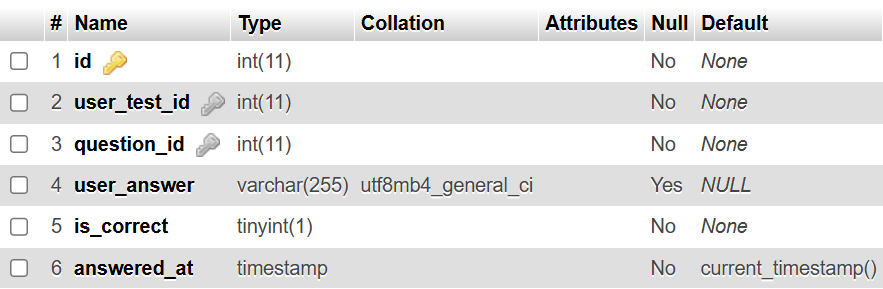 # Name Type Collation Attributes Null Default
1 id int(11) No None
2 user_test_id int(11) No None
3 question_id int(11) No None
4 user_answer varchar(255) utf8mb4_general_ci Yes NULL
5 is_correct tinyint(1) No None
6 answered_at timestamp No current_timestamp()